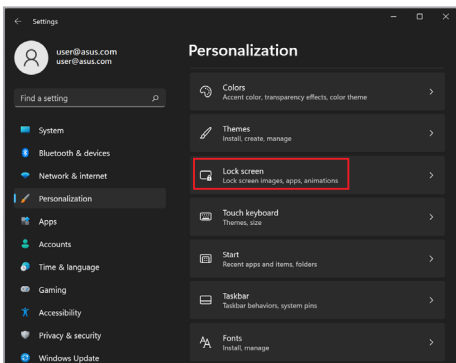 Settings
user@asus.com
user@asus.com
Find a setting
System
Bluetooth & devices
Network & internet
Personalization
Apps
Accounts
Time & language
Gaming
Accessibility
Privacy & security
Windows Update
Personalization
Colors
Accent color, transparency effects, color theme
Themes
Install, create, manage
Lock screen
Lock screen images, apps, animations
Touch keyboard
Themes, size
Start
Recent apps and items, folders
Taskbar
Taskbar behaviors, system pins
Fonts
Install, manage